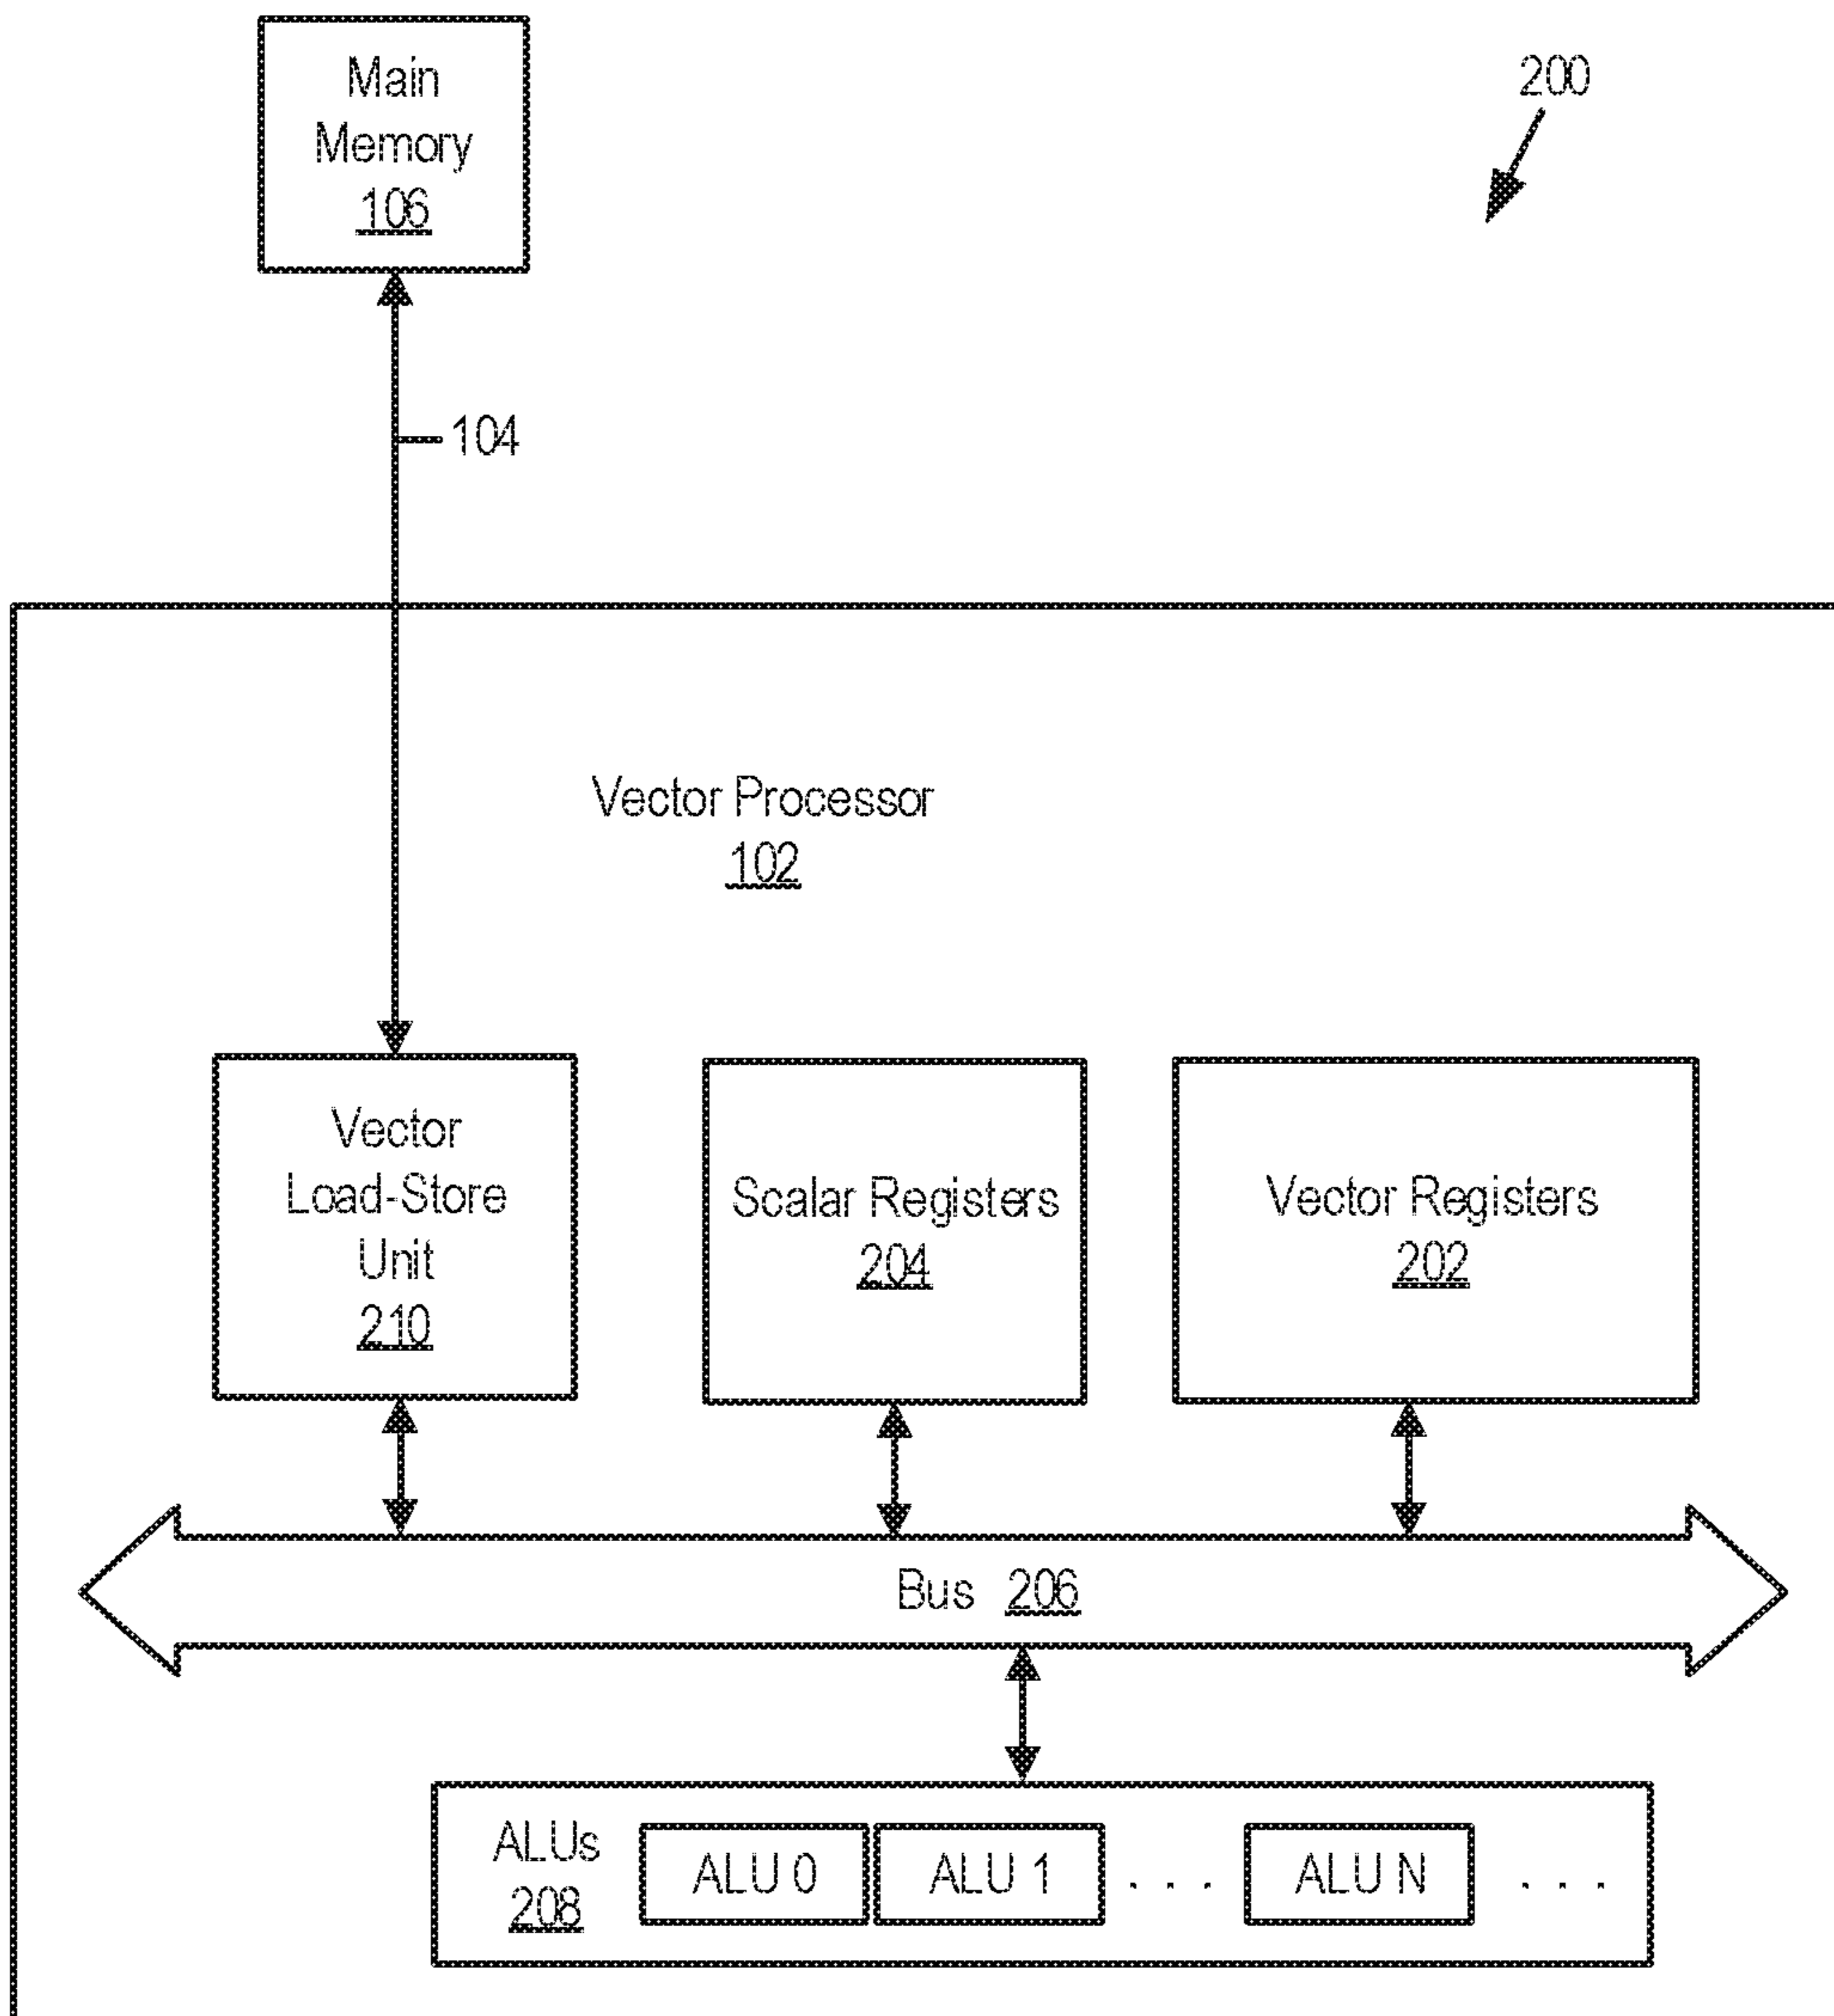 Main
Memory
106
200
104
Vector Processor
102
Vector
Load-Store
Unit
210
Scalar Registers
204
Vector Registers
202
Bus 206
ALUs
208
ALU 0
ALU 1
. . .
ALU N
. . .